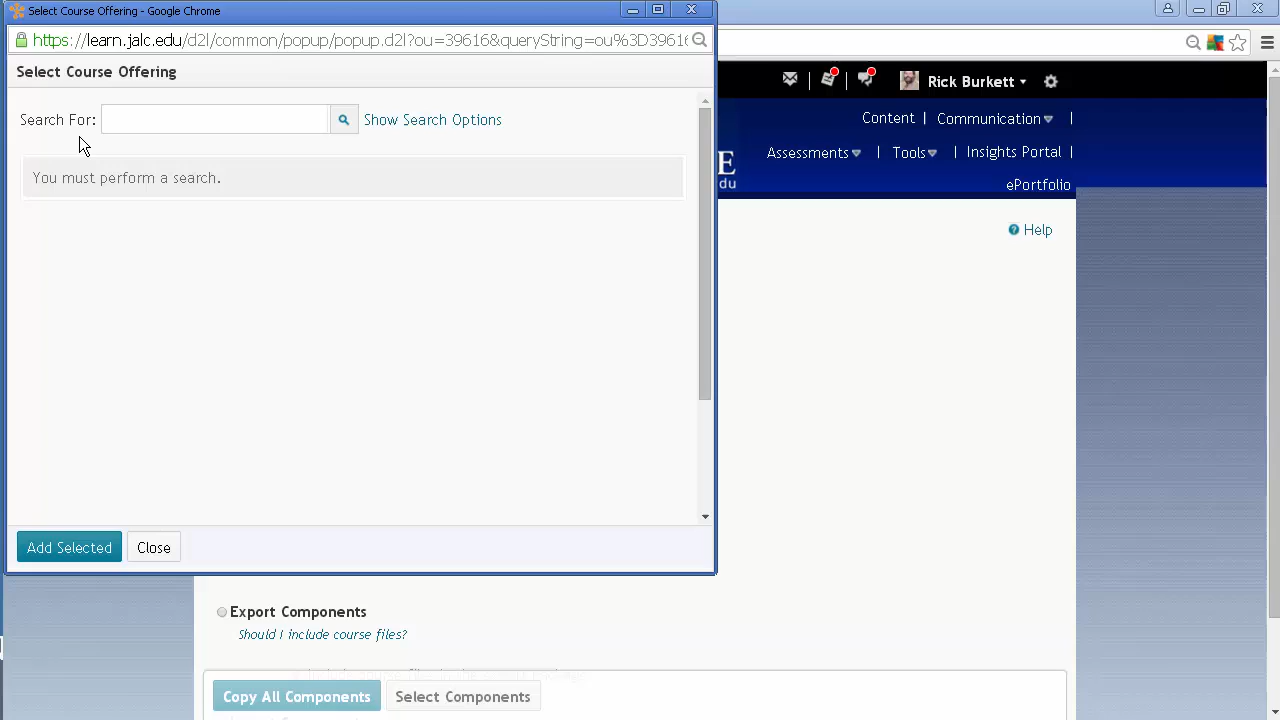 Select Course Offering - Google Chrome
https://learn.jalc.edu/d2l/common/popup/popup.d2l?ou=39616&queryString=ou%3D39616
Select Course Offering
Search For:
Show Search Options
You must perform a search.
Add Selected
Close
Rick Burkett
Content |
Communication |
Assessments | Tools | Insights Portal |
ePortfolio
E
du
Help
Export Components
Should I include course files?
Copy All Components
Select Components